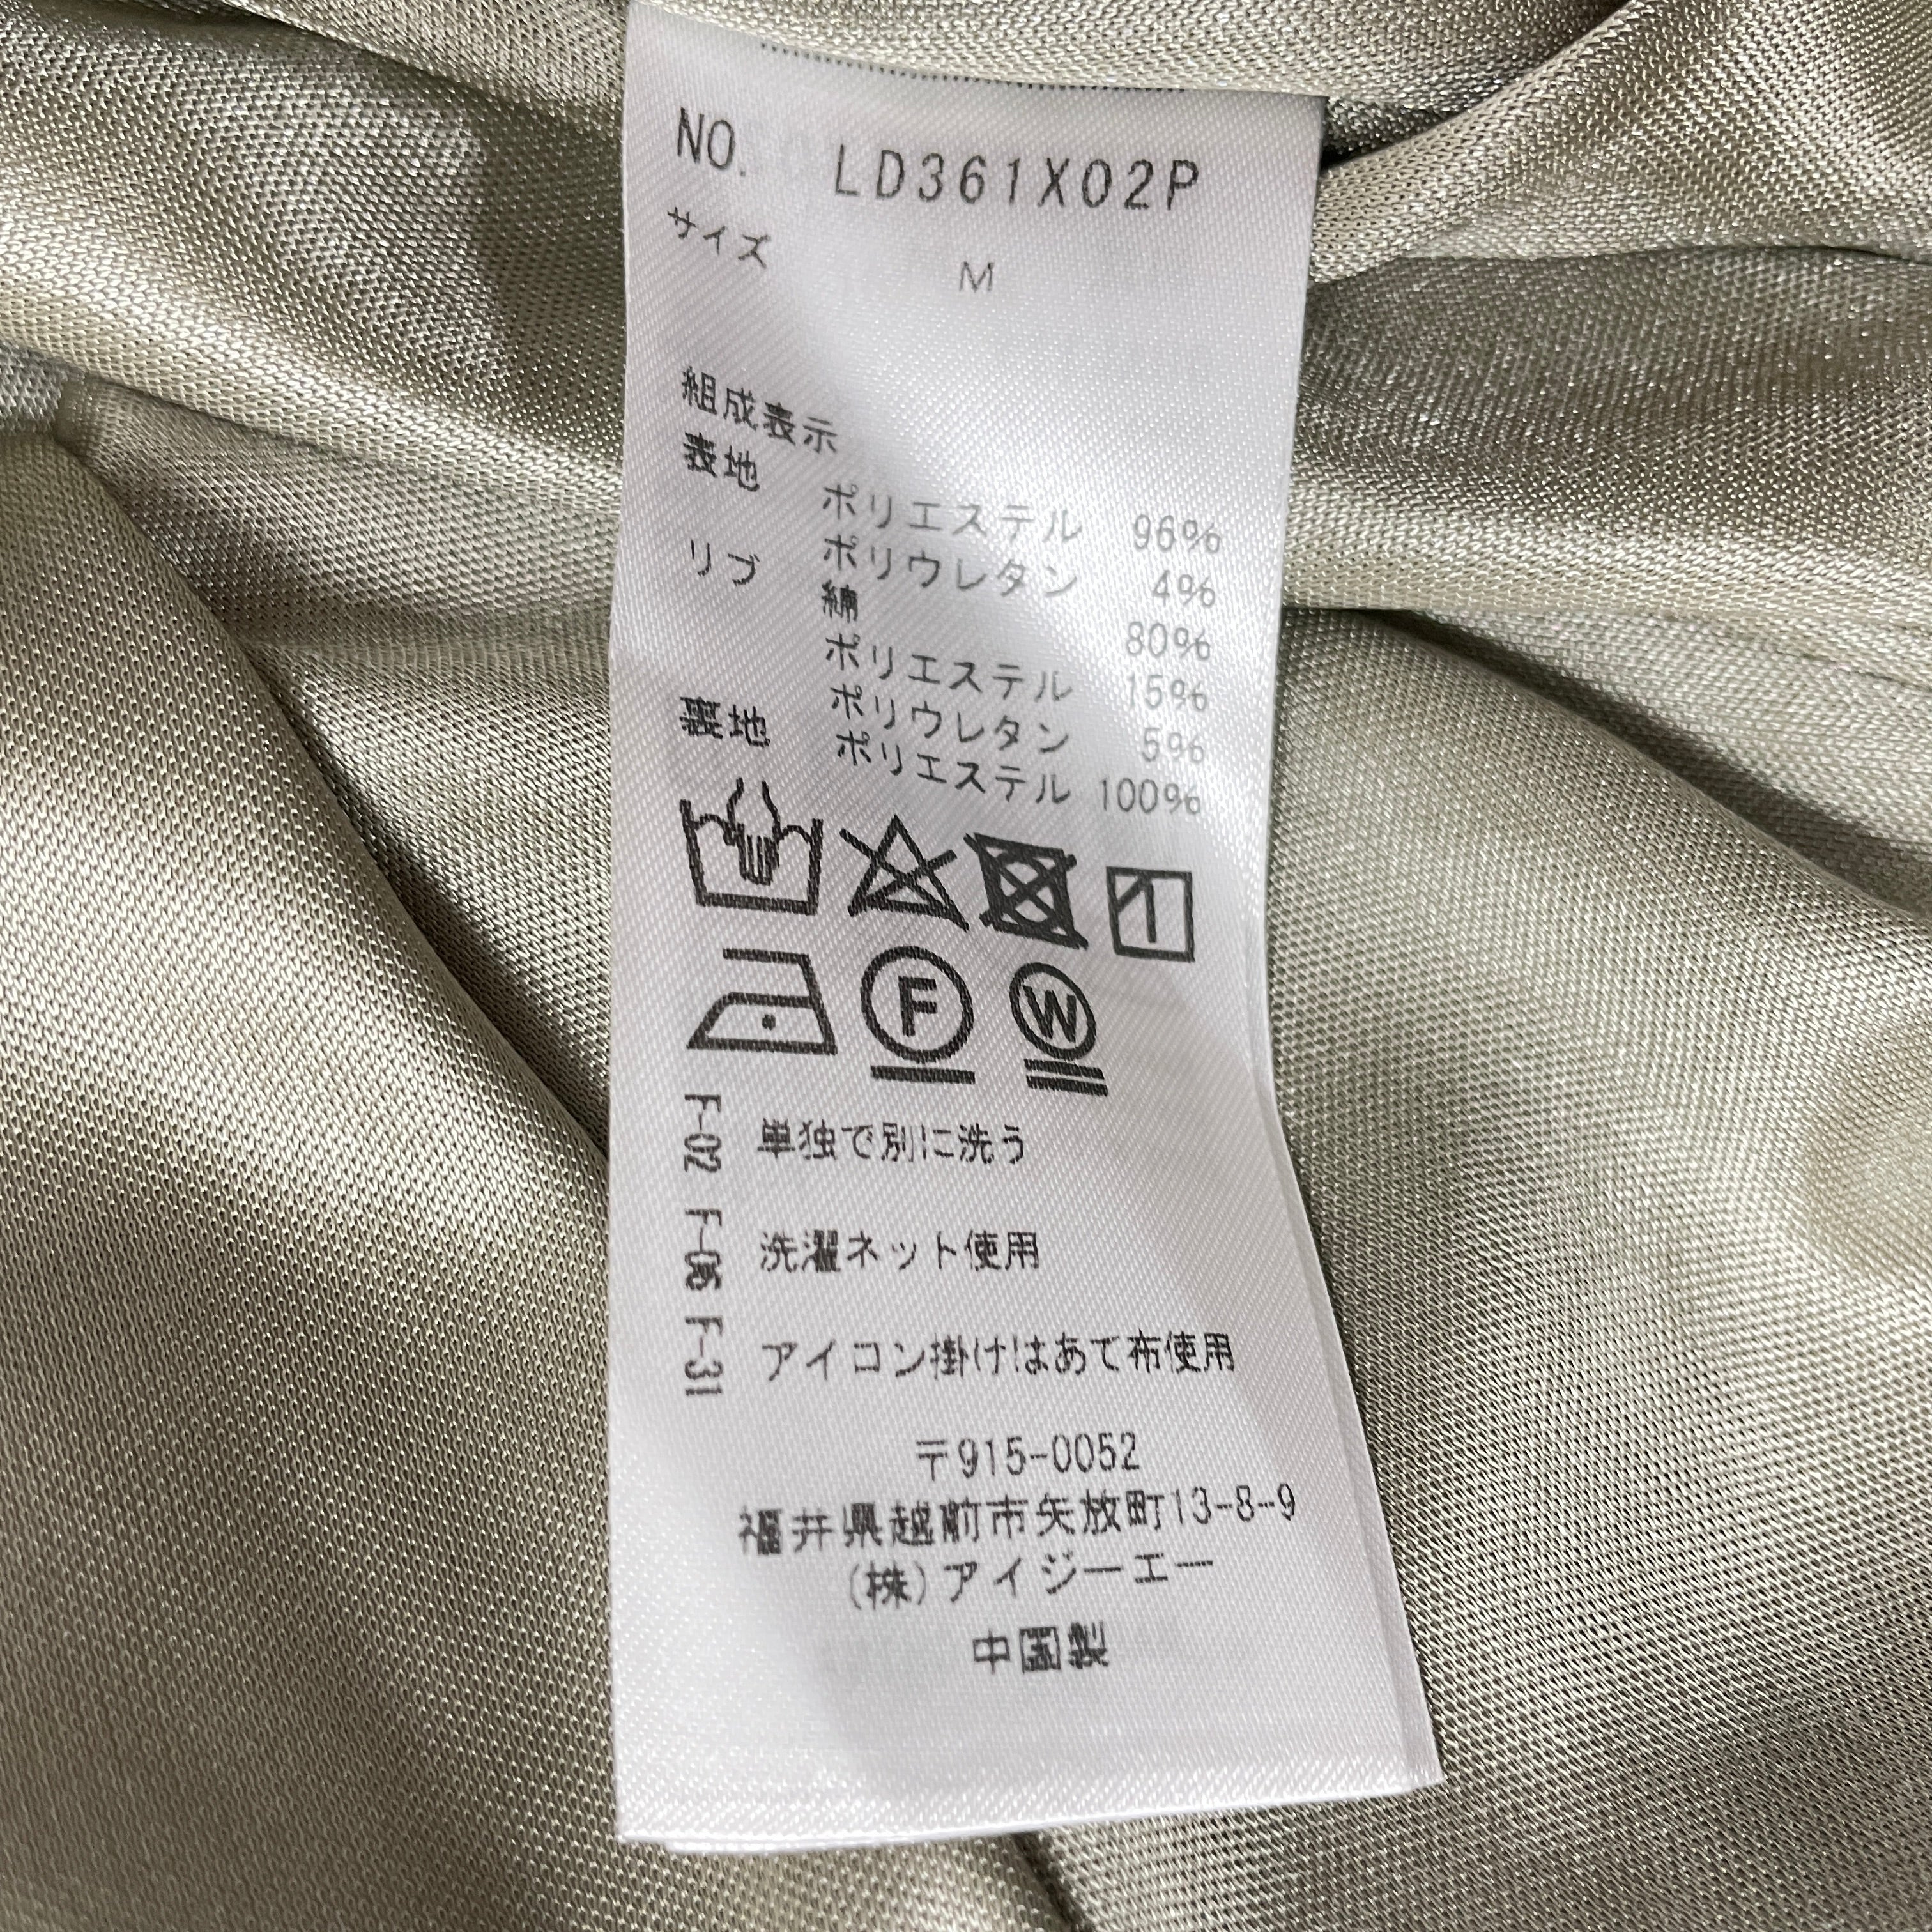 NO. LD361X02P
サイズ M
組成表示
表地 ポリエステル 96%
ポリウレタン 4%
リブ 綿 80%
ポリエステル 15%
ポリウレタン 5%
裏地 ポリエステル 100%
F
W
F-02 単独で別に洗う
F-06 洗濯ネット使用
F-31 アイコン掛けはあて布使用
〒915-0052
福井県越前市矢放町13-8-9
(株)アイジーエー
中国製